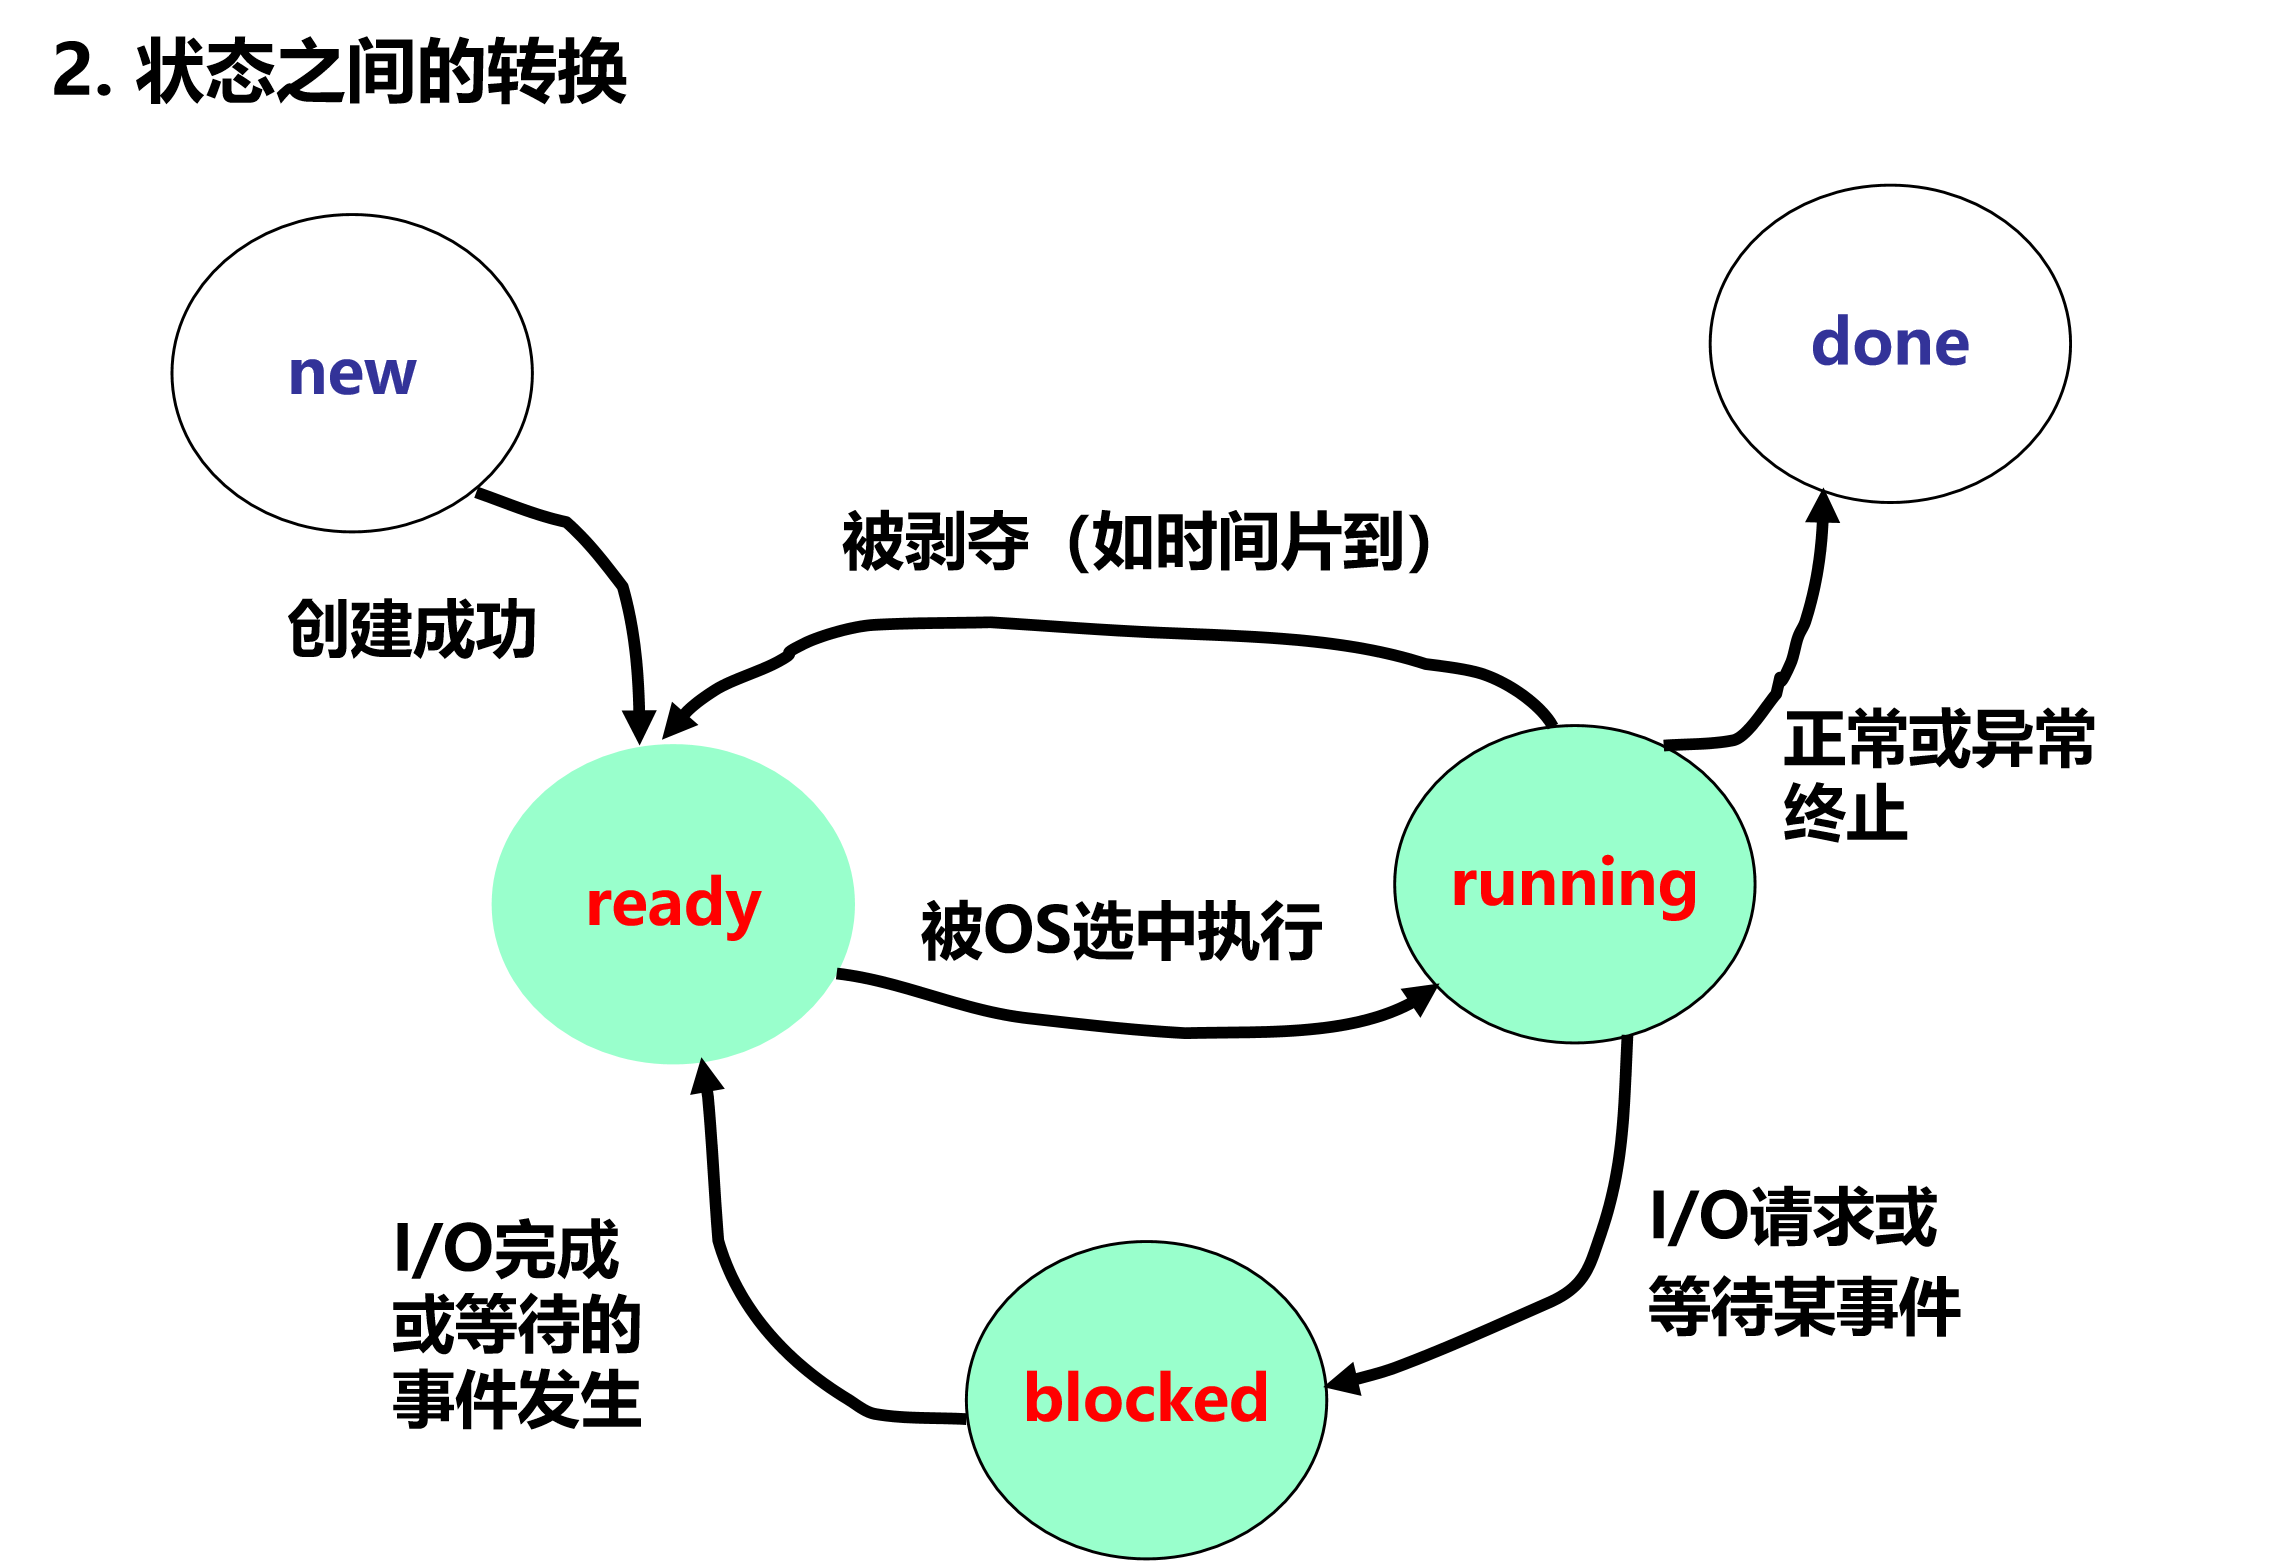 2. 状态之间的转换
new
done
被剥夺（如时间片到）
创建成功
正常或异常
终止
ready
被OS选中执行
running
I/O完成
或等待的
事件发生
I/O请求或
等待某事件
blocked